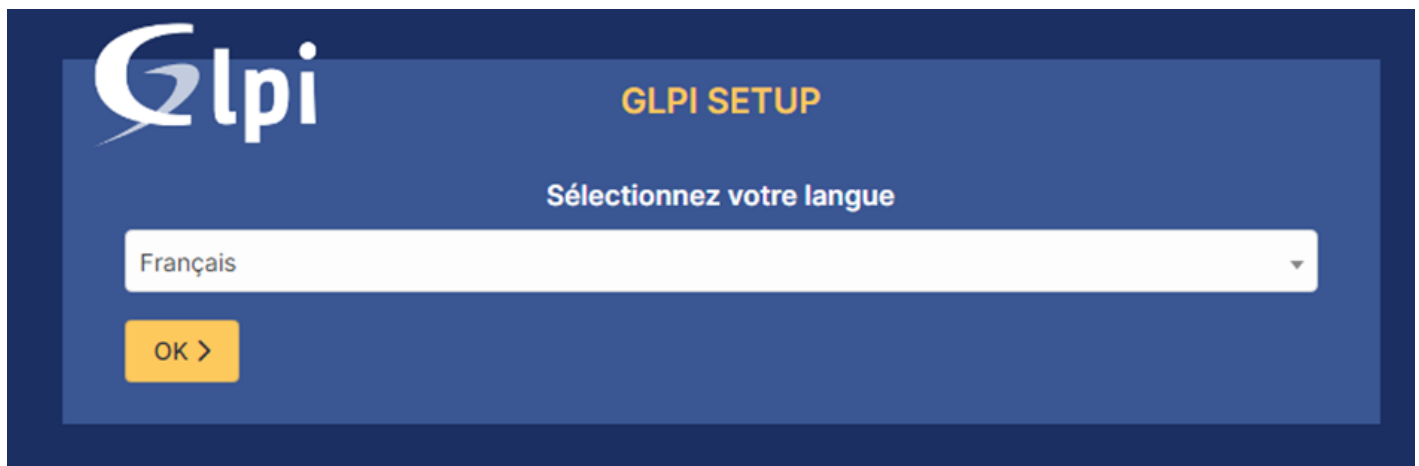 Glpi
GLPI SETUP
Sélectionnez votre langue
Français
OK >